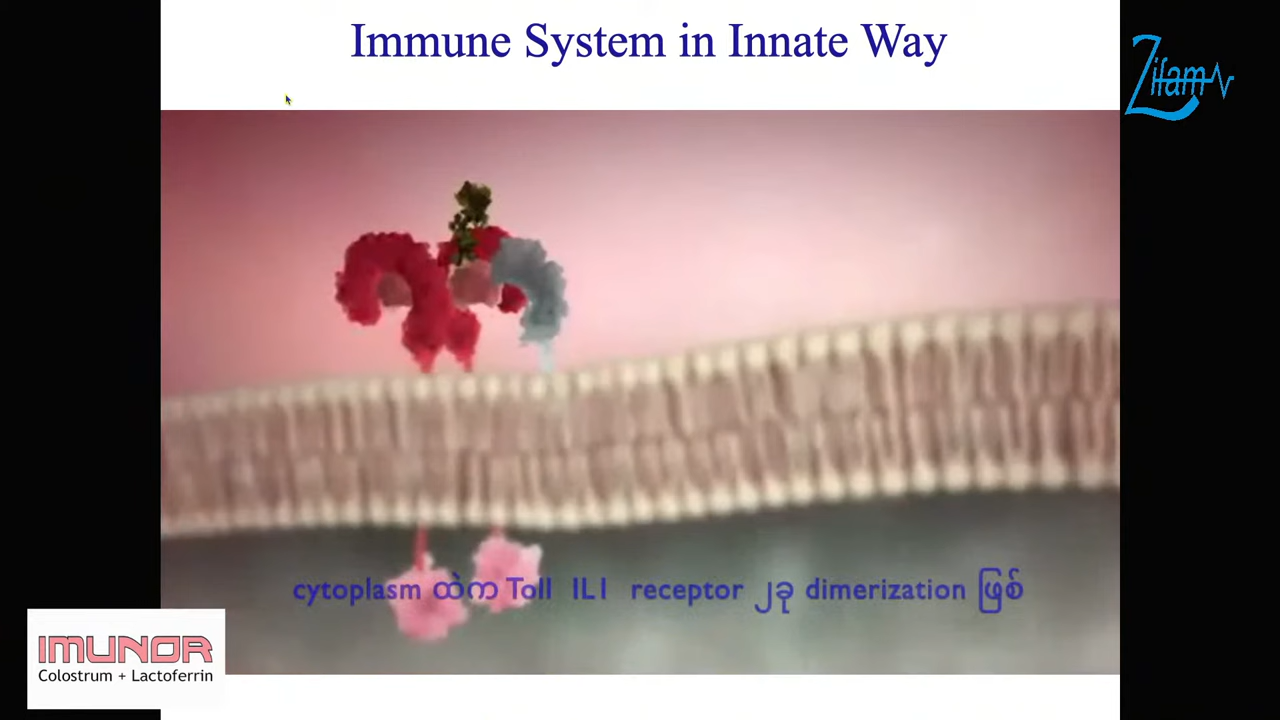 Immune System in Innate Way
Zifam
cytoplasm ထဲက Toll IL1 receptor ၂ခု dimerization ဖြစ်
IMUNOR
Colostrum + Lactoferrin